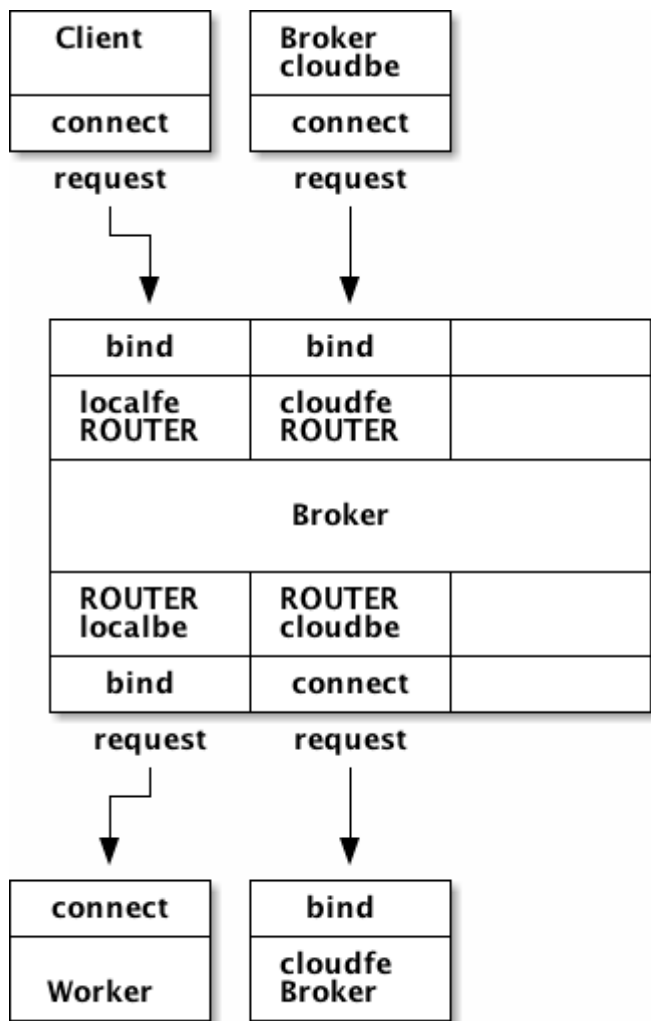 Client
connect
request
Broker
cloudbe
connect
request
bind
bind
localfe
ROUTER
cloudfe
ROUTER
Broker
ROUTER
localbe
ROUTER
cloudbe
bind
connect
request
request
connect
Worker
bind
cloudfe
Broker